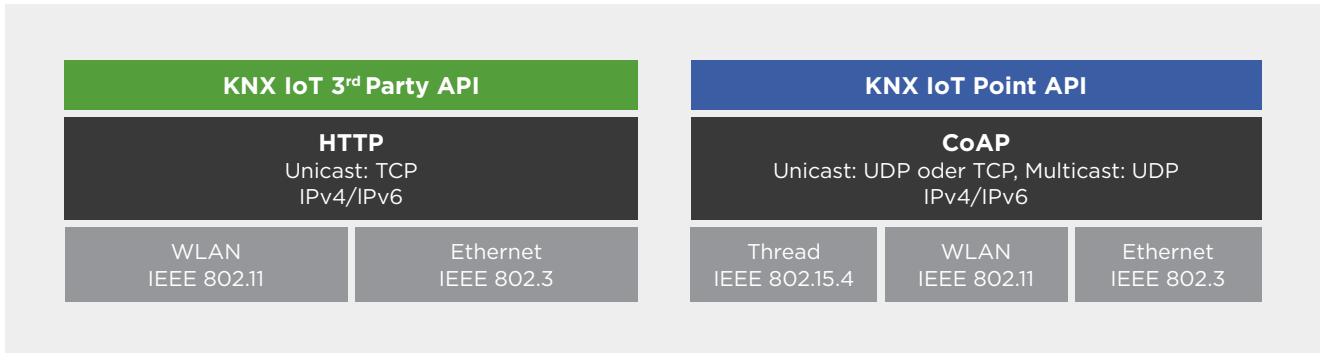 KNX IoT 3rd Party API
HTTP
Unicast: TCP
IPv4/IPv6
WLAN
IEEE 802.11
Ethernet
IEEE 802.3
KNX IoT Point API
CoAP
Unicast: UDP oder TCP, Multicast: UDP
IPv4/IPv6
Thread
IEEE 802.15.4
WLAN
IEEE 802.11
Ethernet
IEEE 802.3